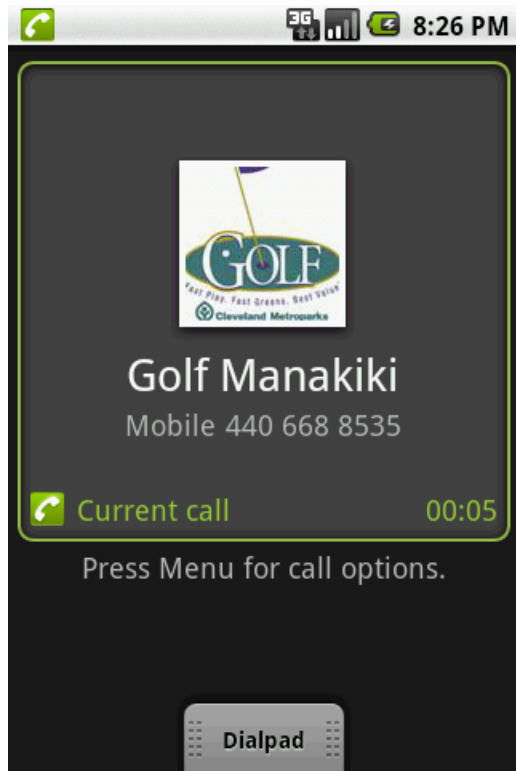 3G
8:26 PM
GOLF
Fast Play. Fast Greens. Best Value
Cleveland Metroparks
Golf Manakiki
Mobile 440 668 8535
Current call
00:05
Press Menu for call options.
Dialpad